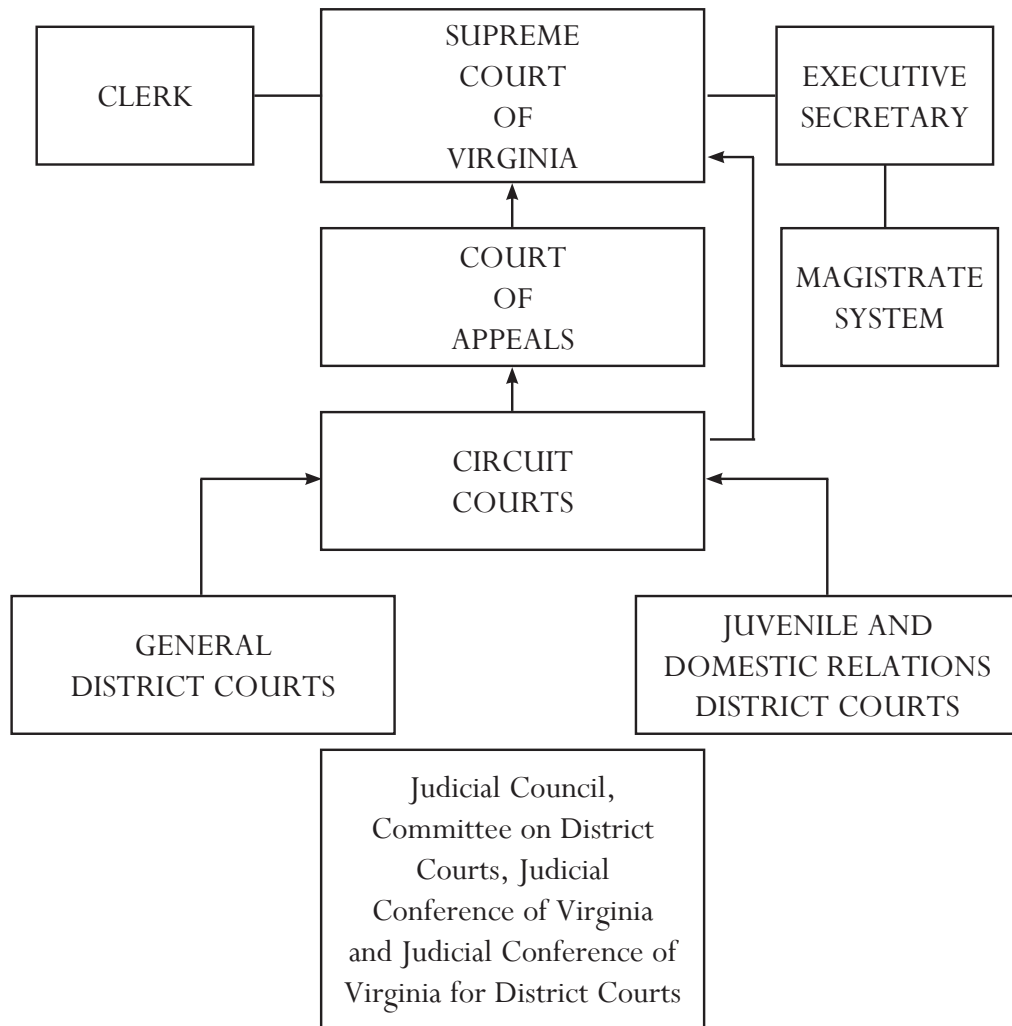 CLERK
SUPREME
COURT
OF
VIRGINIA
EXECUTIVE
SECRETARY
COURT
OF
APPEALS
MAGISTRATE
SYSTEM
CIRCUIT
COURTS
GENERAL
DISTRICT COURTS
JUVENILE AND
DOMESTIC RELATIONS
DISTRICT COURTS
Judicial Council,
Committee on District
Courts, Judicial
Conference of Virginia
and Judicial Conference of
Virginia for District Courts